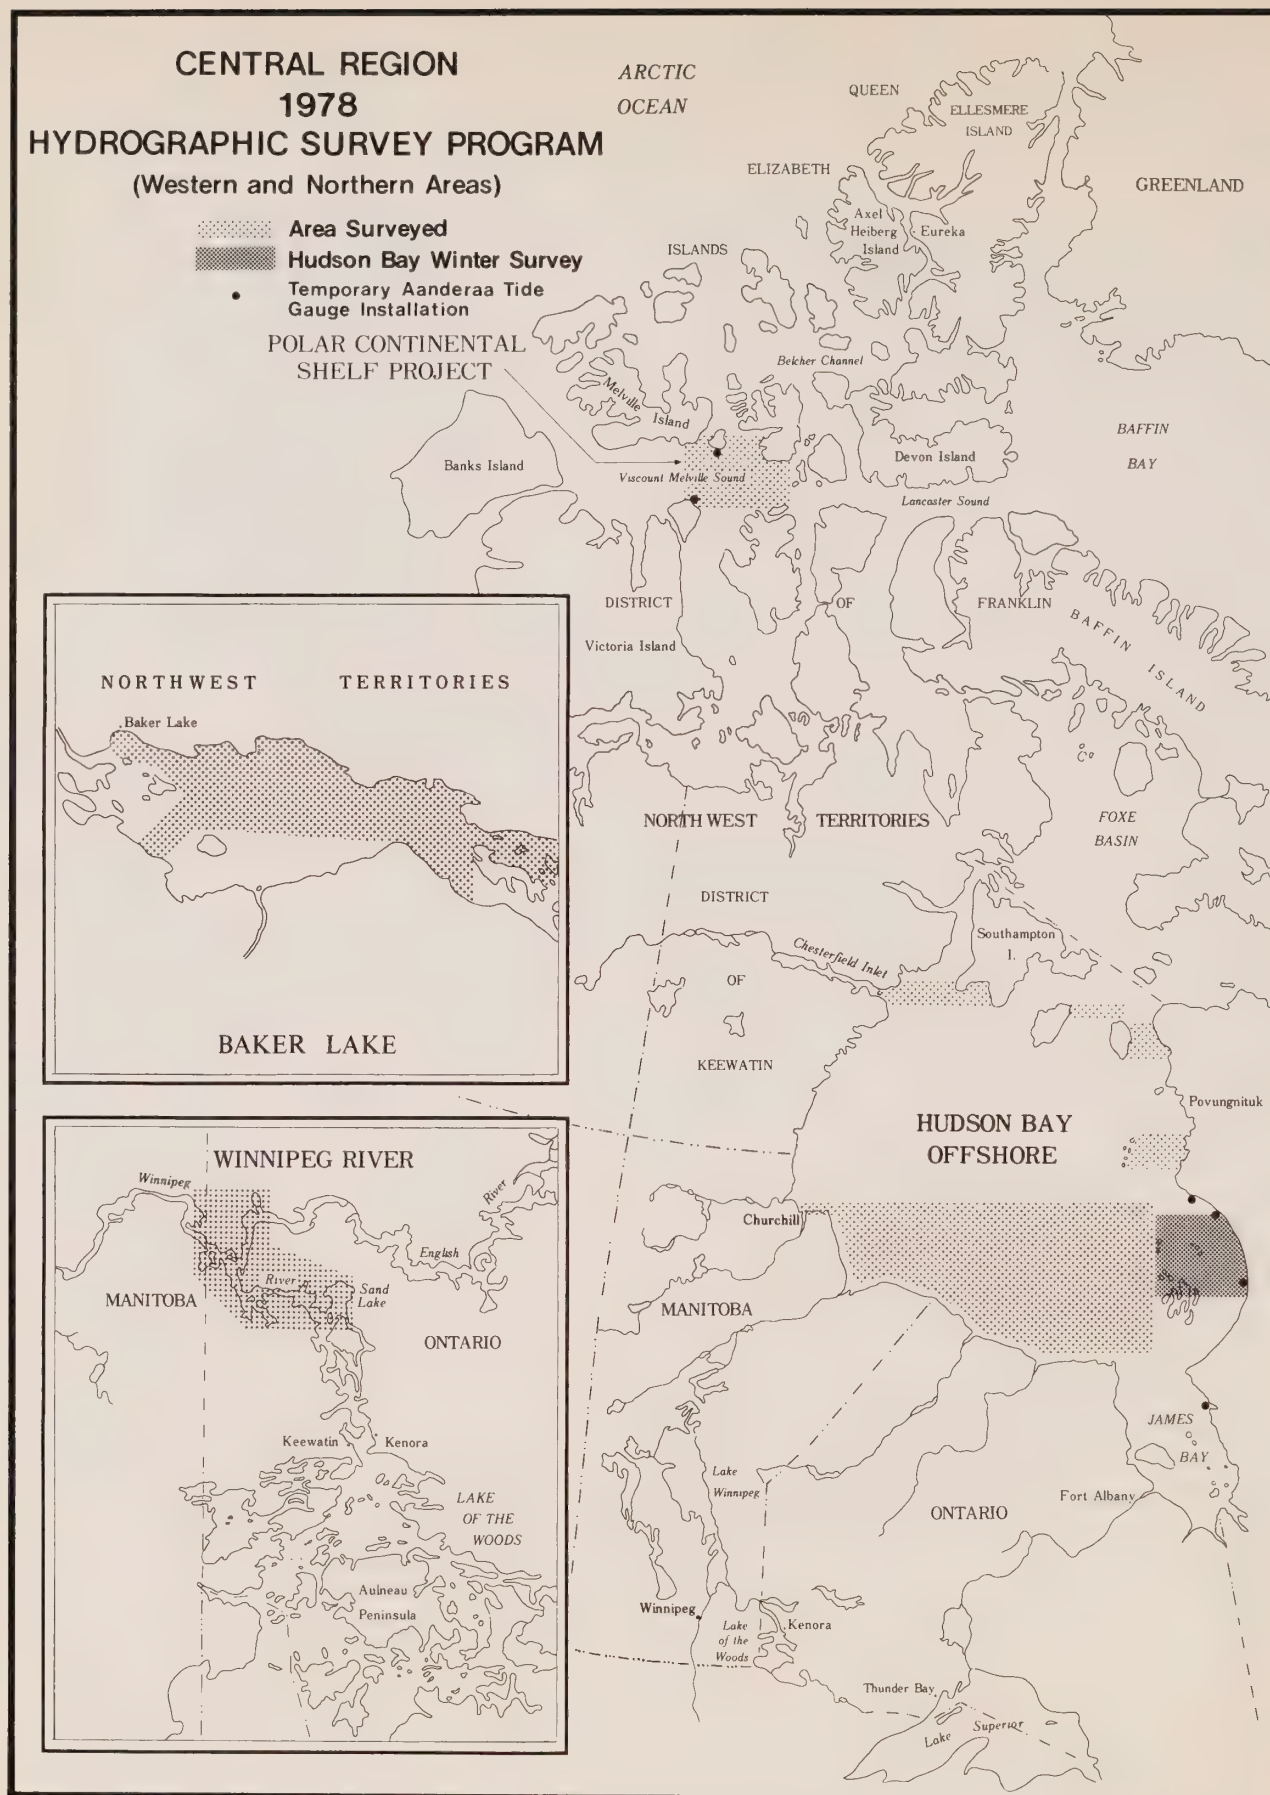 CENTRAL REGION
1978
HYDROGRAPHIC SURVEY PROGRAM
(Western and Northern Areas)
Area Surveyed
Hudson Bay Winter Survey
Temporary Aanderaa Tide
Gauge Installation
POLAR CONTINENTAL
SHELF PROJECT
ARCTIC
OCEAN
QUEEN
ELIZABETH
ISLANDS
ELLESMERE
ISLAND
GREENLAND
Axel
Heiberg
Island
Eureka
Belcher Channel
Melville
Island
Banks Island
Viscount Melville Sound
Devon Island
Lancaster Sound
BAFFIN
BAY
DISTRICT
OF
FRANKLIN
Victoria Island
BAFFIN
ISLAND
NORTH WEST
TERRITORIES
FOXE
BASIN
DISTRICT
OF
KEEWATIN
Chesterfield Inlet
Southampton
I.
Povungnituk
HUDSON BAY
OFFSHORE
Churchill
MANITOBA
JAMES
BAY
Lake
Winnipeg
Fort Albany
ONTARIO
Winnipeg
Lake
of the
Woods
Kenora
Thunder Bay
Lake
Superior
NORTHWEST
TERRITORIES
Baker Lake
BAKER LAKE
WINNIPEG RIVER
Winnipeg
River
English
River
Sand
Lake
MANITOBA
ONTARIO
Keewatin
Kenora
LAKE
OF THE
WOODS
Aulneau
Peninsula